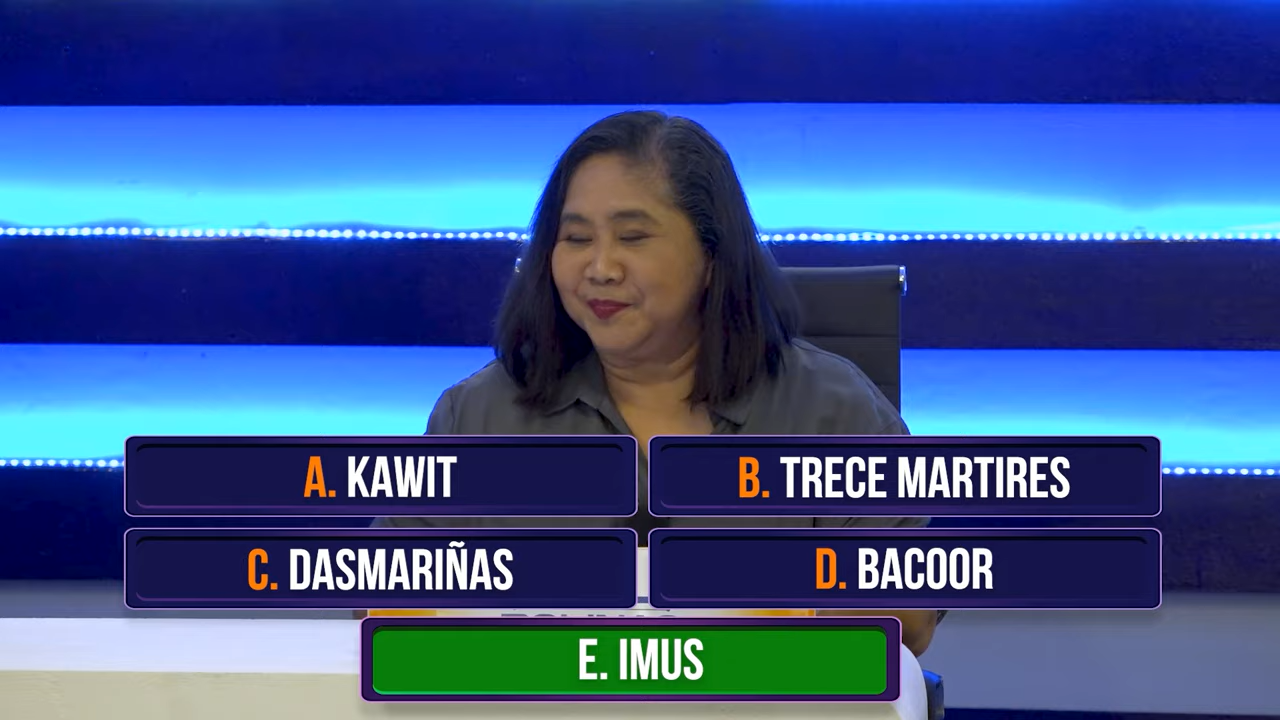 A. KAWIT
B. TRECE MARTIRES
C. DASMARIÑAS
D. BACOOR
E. IMUS